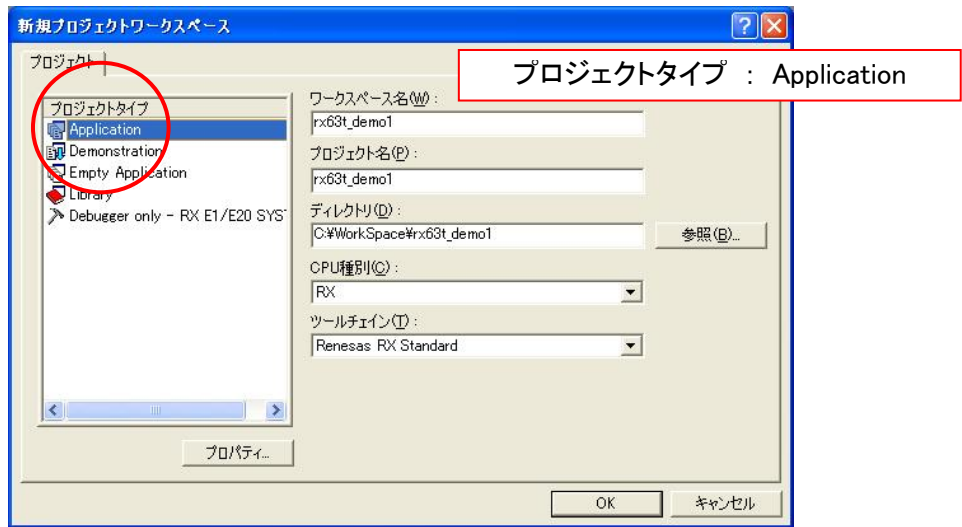 新規プロジェクトワークスペース
プロジェクト
プロジェクトタイプ : Application
プロジェクトタイプ
Application
Demonstration
Empty Application
Library
Debugger only - RX E1/E20 SYS
プロパティ...
ワークスペース名(W) :
rx63t_demo1
プロジェクト名(P) :
rx63t_demo1
ディレクトリ(D) :
C:¥WorkSpace¥rx63t_demo1
参照(B)...
CPU種別(C) :
RX
ツールチェイン(T) :
Renesas RX Standard
OK
キャンセル